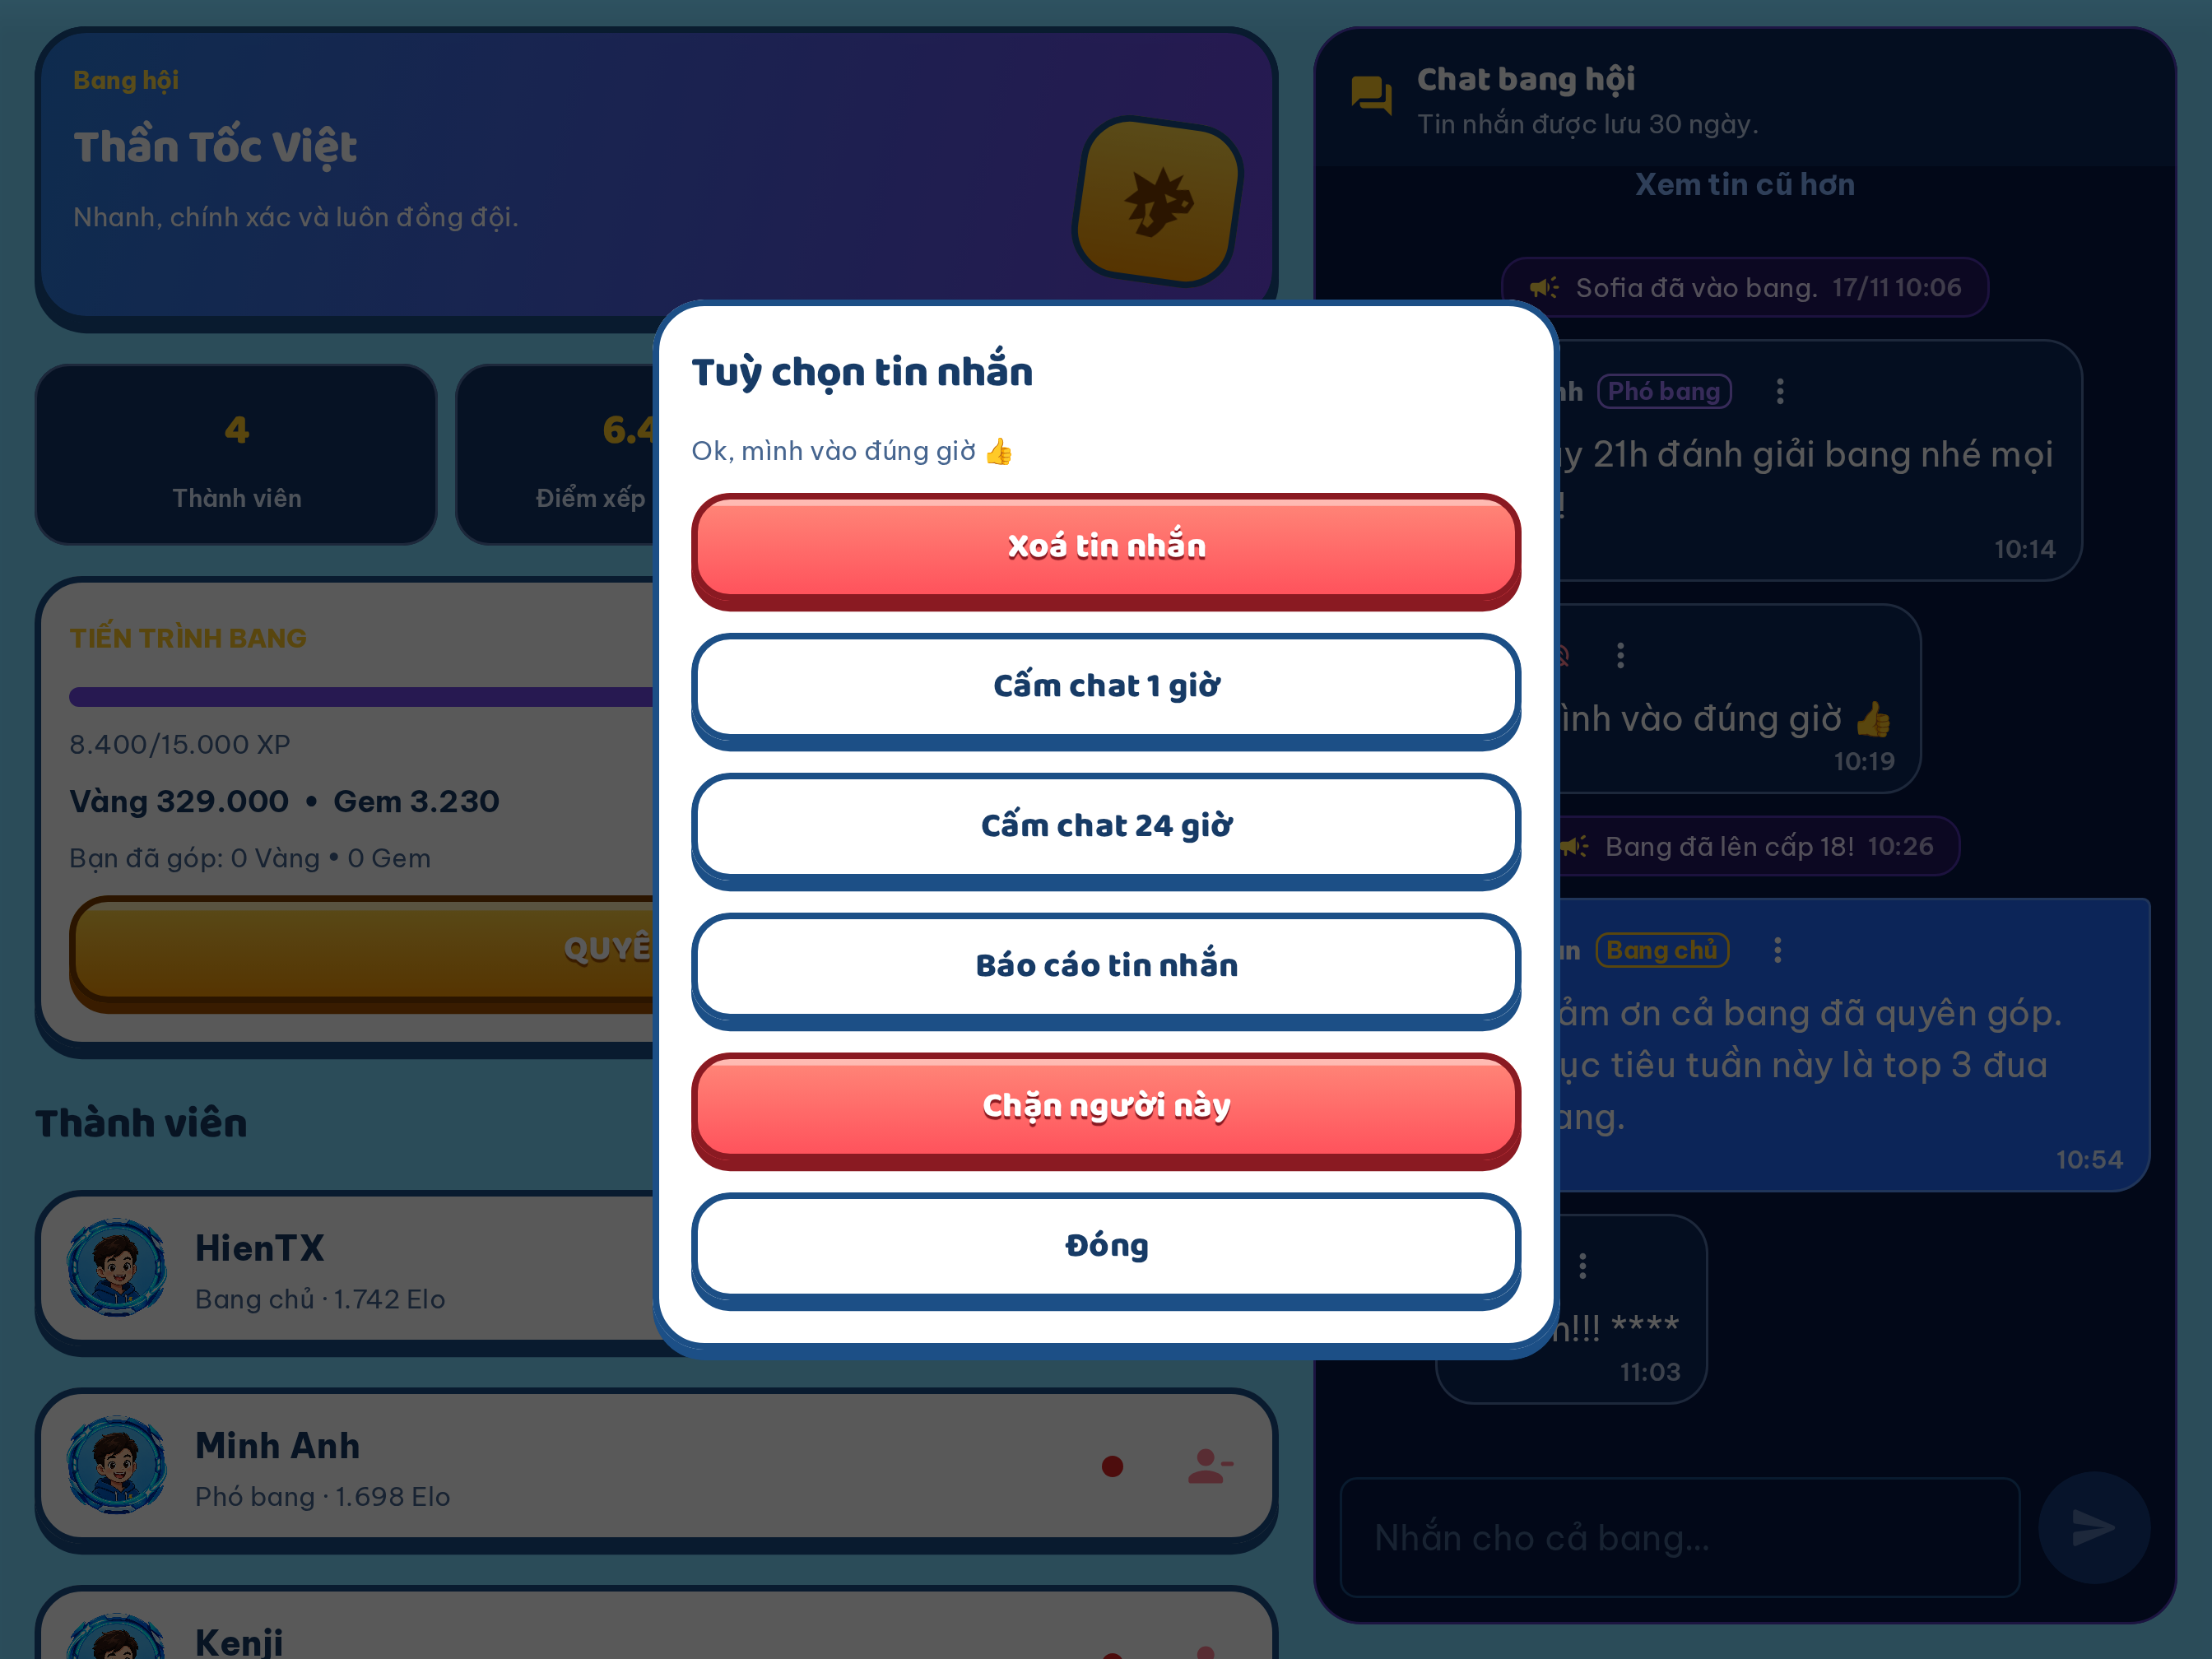 Bang hội
Thần Tốc Việt
Nhanh, chính xác và luôn đồng đội.
4
Thành viên
6.4
Điểm xếp
TIẾN TRÌNH BANG
8.400/15.000 XP
Vàng 329.000 • Gem 3.230
Bạn đã góp: 0 Vàng • 0 Gem
QUYÊ
Thành viên
HienTX
Bang chủ · 1.742 Elo
Minh Anh
Phó bang · 1.698 Elo
Kenji
Tuỳ chọn tin nhắn
Ok, mình vào đúng giờ 👍
Xoá tin nhắn
Cấm chat 1 giờ
Cấm chat 24 giờ
Báo cáo tin nhắn
Chặn người này
Đóng
Chat bang hội
Tin nhắn được lưu 30 ngày.
Xem tin cũ hơn
Sofia đã vào bang. 17/11 10:06
nh Phó bang
y 21h đánh giải bang nhé mọi
!
10:14
ình vào đúng giờ 👍
10:19
Bang đã lên cấp 18! 10:26
Bang chủ
ảm ơn cả bang đã quyên góp.
ục tiêu tuần này là top 3 đua
ang.
10:54
!!! ****
11:03
Nhắn cho cả bang...